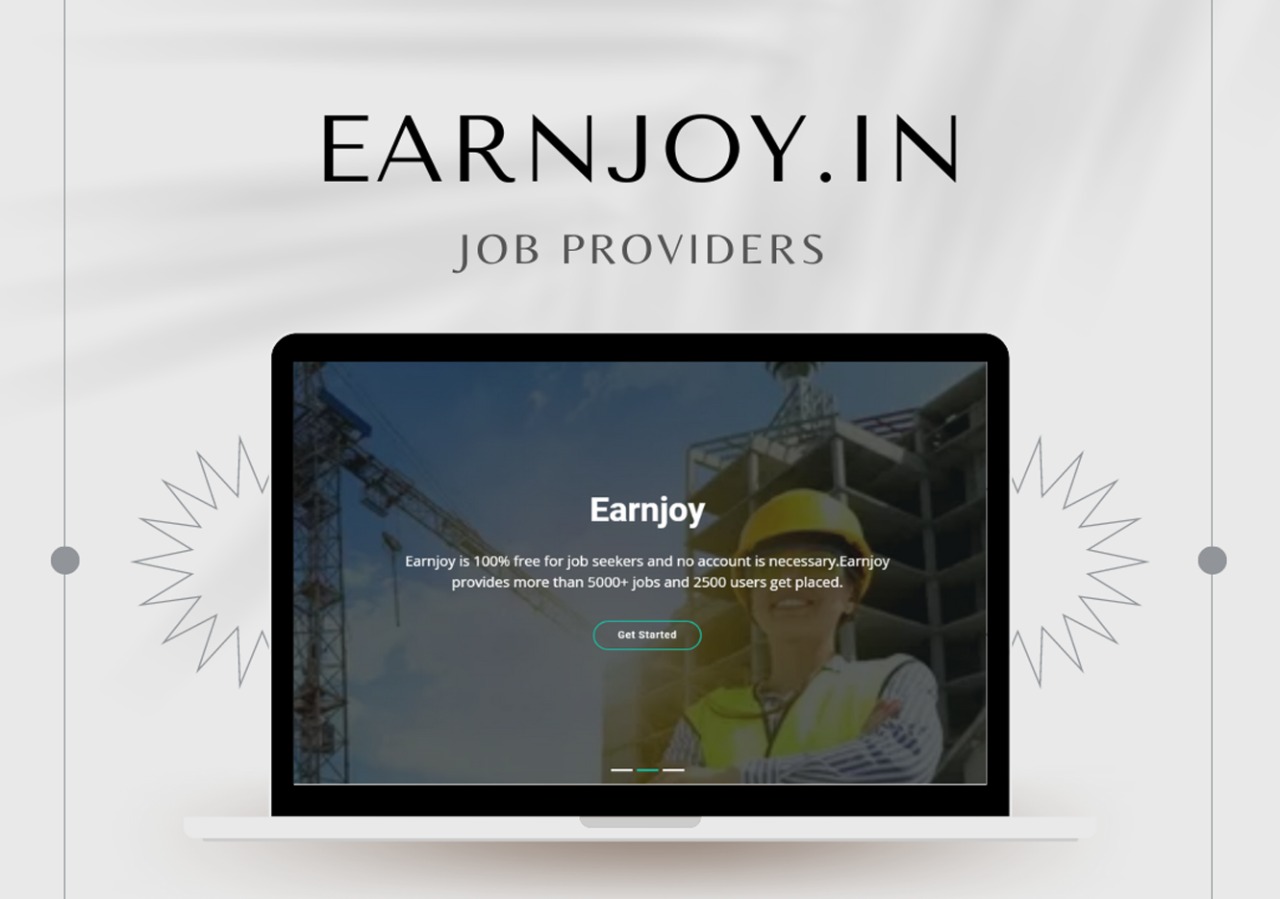 EARNJOY.IN
JOB PROVIDERS
Earnjoy
Earnjoy is 100% free for job seekers and no account is necessary.Earnjoy
provides more than 5000+ jobs and 2500 users get placed.
Get Started